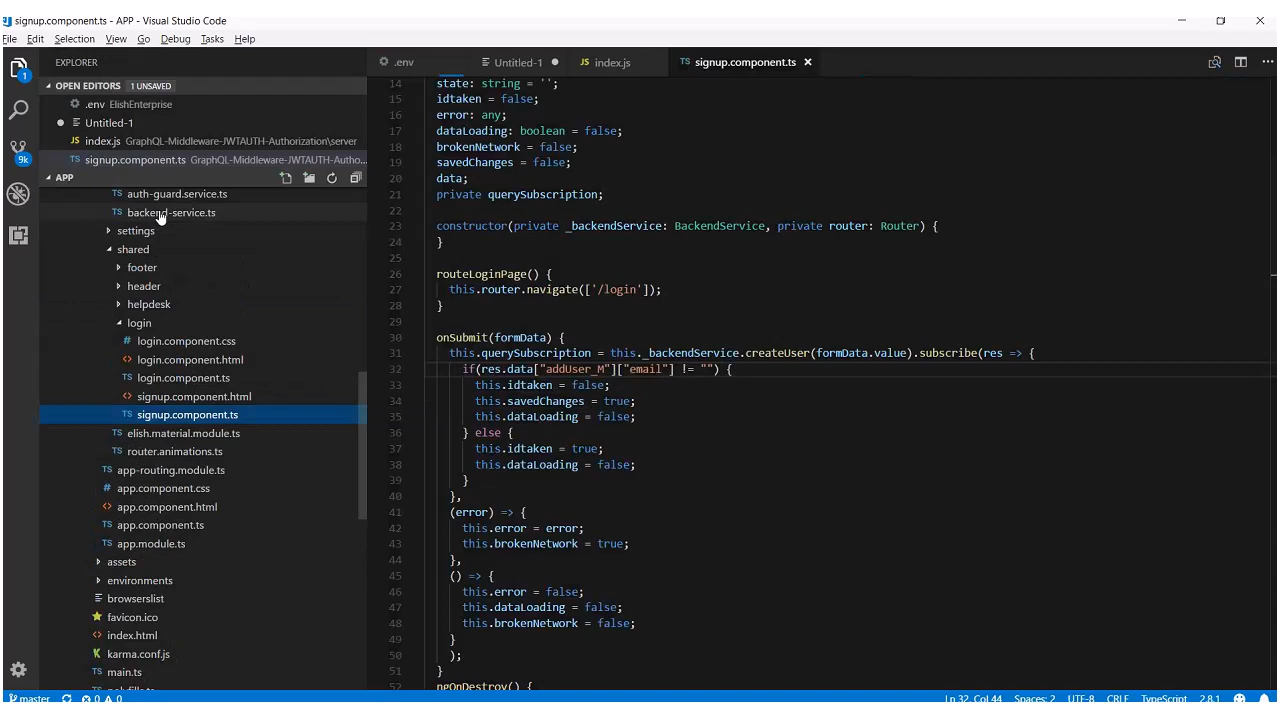 signup.component.ts - APP - Visual Studio Code
File Edit Selection View Go Debug Tasks Help
EXPLORER
OPEN EDITORS 1 UNSAVED
.env ElishEnterprise
Untitled-1
JS index.js GraphQL-Middleware-JWTAUTH-Authorization\server
TS signup.component.ts GraphQL-Middleware-JWTAUTH-Autho...
APP
TS auth-guard.service.ts
TS backend-service.ts
settings
shared
footer
header
helpdesk
login
# login.component.css
<> login.component.html
TS login.component.ts
<> signup.component.html
TS signup.component.ts
TS elish.material.module.ts
TS router.animations.ts
TS app-routing.module.ts
# app.component.css
<> app.component.html
TS app.component.ts
TS app.module.ts
assets
environments
browserslist
favicon.ico
<> index.html
K karma.conf.js
TS main.ts
1
9k
.env Untitled-1 JS index.js TS signup.component.ts
14 state: string = '';
15 idtaken = false;
16 error: any;
17 dataLoading: boolean = false;
18 brokenNetwork = false;
19 savedChanges = false;
20 data;
21 private querySubscription;
22
23 constructor(private _backendService: BackendService, private router: Router) {
24 }
25
26 routeLoginPage() {
27 this.router.navigate(['/login']);
28 }
29
30 onSubmit(formData) {
31 this.querySubscription = this._backendService.createUser(formData.value).subscribe(res => {
32 if(res.data["addUser_M"]["email"] != "") {
33 this.idtaken = false;
34 this.savedChanges = true;
35 this.dataLoading = false;
36 } else {
37 this.idtaken = true;
38 this.dataLoading = false;
39 }
40 },
41 (error) => {
42 this.error = error;
43 this.brokenNetwork = true;
44 },
45 () => {
46 this.error = false;
47 this.dataLoading = false;
48 this.brokenNetwork = false;
49 }
50 );
51 }
52 ngOnDestroy() {
master 0 0 Ln 32, Col 44 Spaces: 2 UTF-8 CRLF TypeScript 2.8.1